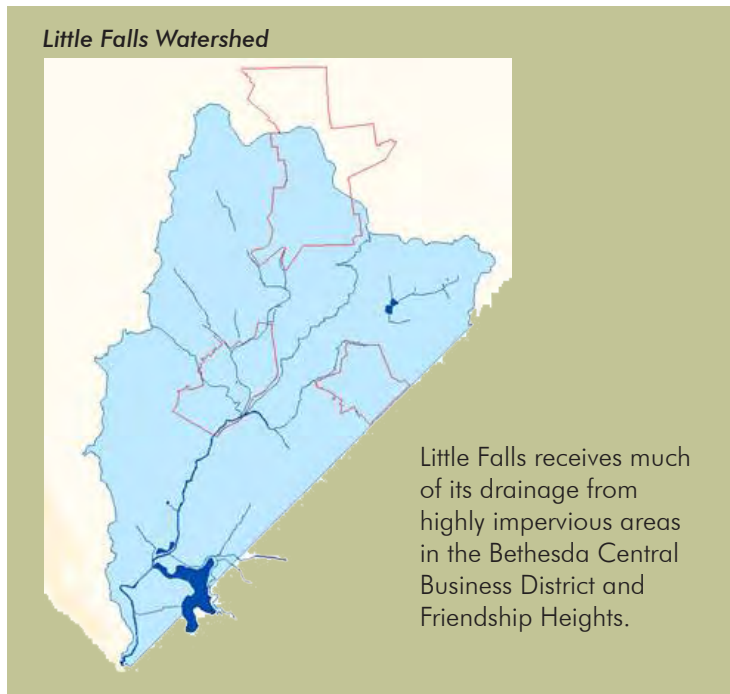 Little Falls Watershed
Little Falls receives much
of its drainage from
highly impervious areas
in the Bethesda Central
Business District and
Friendship Heights.